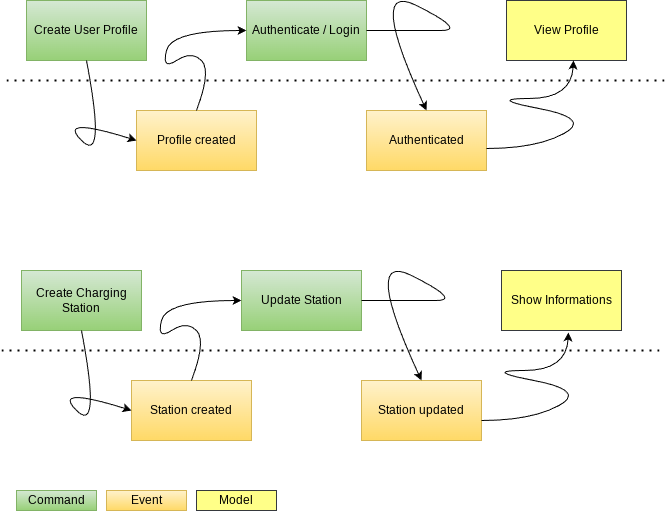 Create User Profile
Authenticate / Login
View Profile
Profile created
Authenticated
Create Charging
Station
Update Station
Show Informations
Station created
Station updated
Command
Event
Model